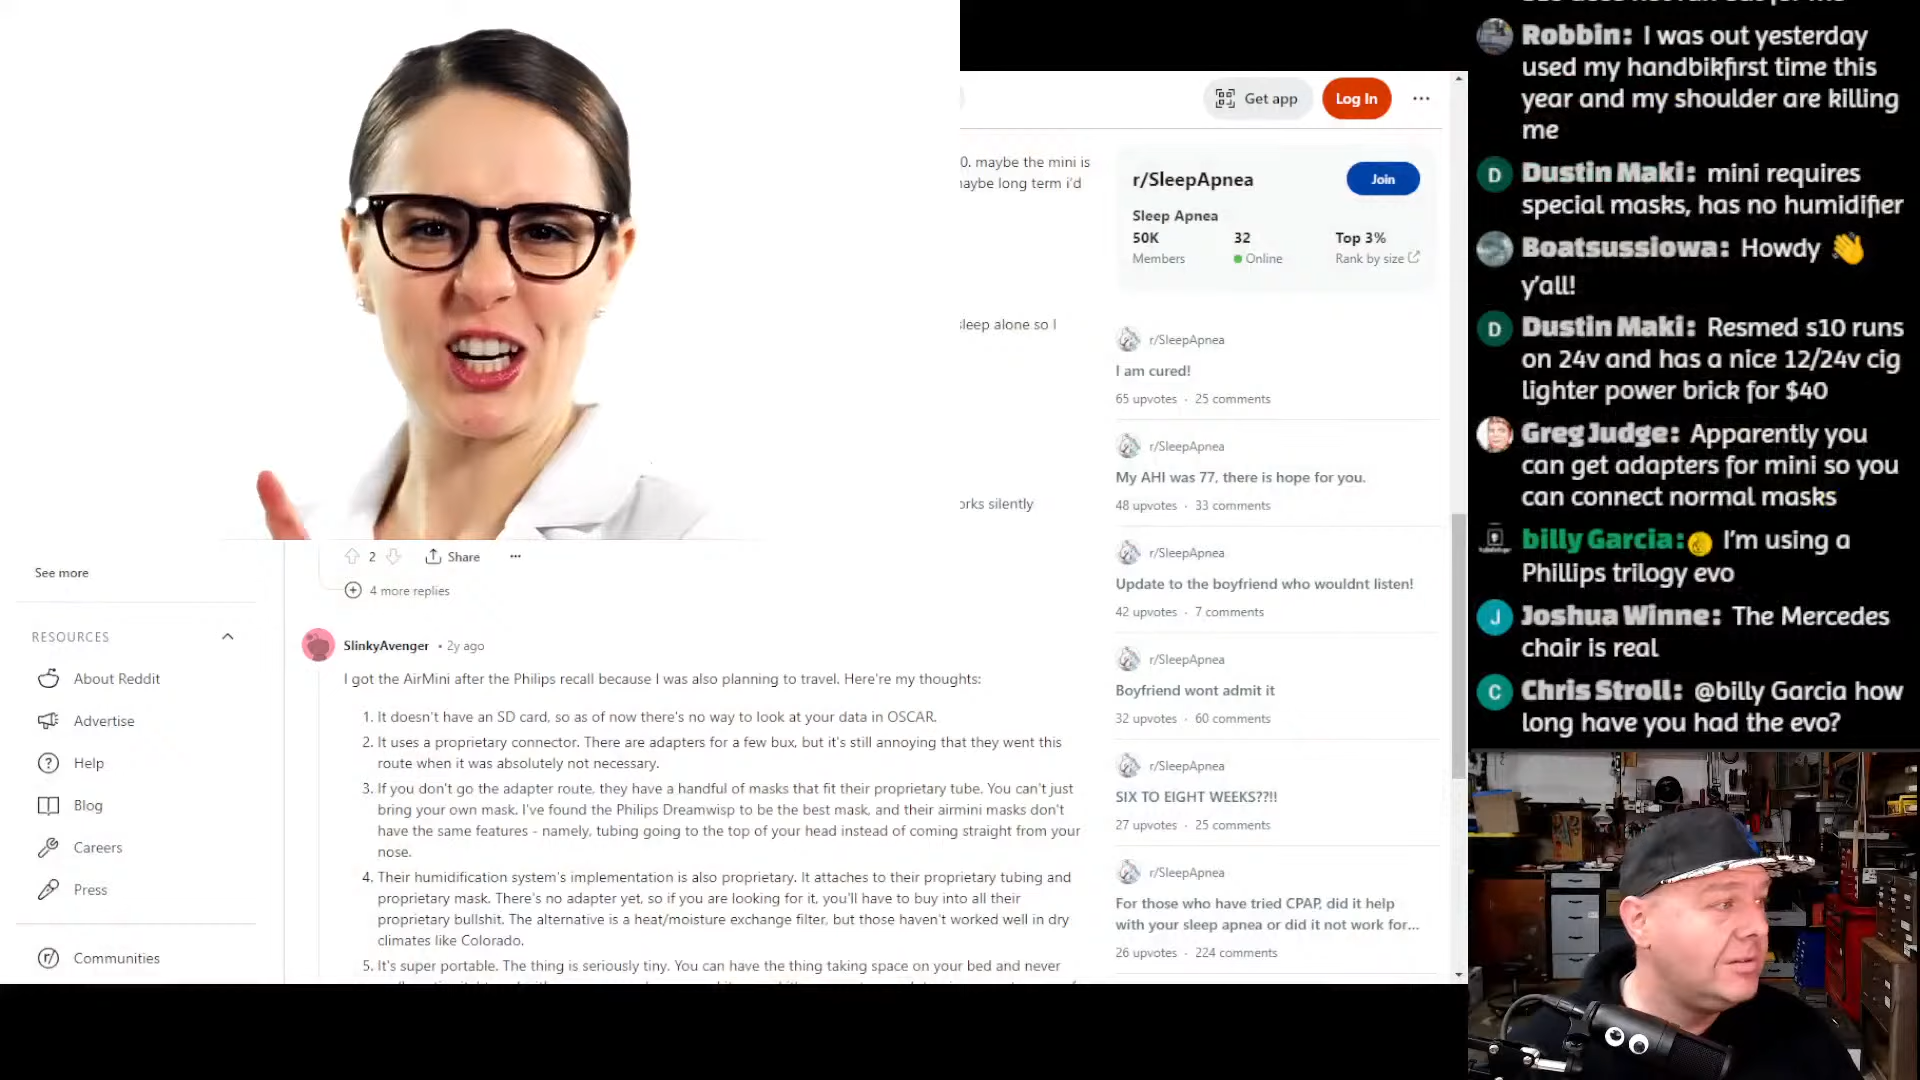 Get app
Log In
0. maybe the mini is
naybe long term i'd
leep alone so I
orks silently
2
Share
4 more replies
See more
RESOURCES
About Reddit
Advertise
Help
Blog
Careers
Press
Communities
SlinkyAvenger • 2y ago
I got the AirMini after the Philips recall because I was also planning to travel. Here're my thoughts:
1. It doesn't have an SD card, so as of now there's no way to look at your data in OSCAR.
2. It uses a proprietary connector. There are adapters for a few bux, but it's still annoying that they went this
route when it was absolutely not necessary.
3. If you don't go the adapter route, they have a handful of masks that fit their proprietary tube. You can't just
bring your own mask. I've found the Philips Dreamwisp to be the best mask, and their airmini masks don't
have the same features - namely, tubing going to the top of your head instead of coming straight from your
nose.
4. Their humidification system's implementation is also proprietary. It attaches to their proprietary tubing and
proprietary mask. There's no adapter yet, so if you are looking for it, you'll have to buy into all their
proprietary bullshit. The alternative is a heat/moisture exchange filter, but those haven't worked well in dry
climates like Colorado.
5. It's super portable. The thing is seriously tiny. You can have the thing taking space on your bed and never
r/SleepApnea
Join
Sleep Apnea
50K 32 Top 3%
Members Online Rank by size
r/SleepApnea
I am cured!
65 upvotes · 25 comments
r/SleepApnea
My AHI was 77, there is hope for you.
48 upvotes · 33 comments
r/SleepApnea
Update to the boyfriend who wouldnt listen!
42 upvotes · 7 comments
r/SleepApnea
Boyfriend wont admit it
32 upvotes · 60 comments
r/SleepApnea
SIX TO EIGHT WEEKS??!!
27 upvotes · 25 comments
r/SleepApnea
For those who have tried CPAP, did it help
with your sleep apnea or did it not work for...
26 upvotes · 224 comments
Robbin: I was out yesterday
used my handbikfirst time this
year and my shoulder are killing
me
D Dustin Maki: mini requires
special masks, has no humidifier
Boatsussiowa: Howdy 👋
y'all!
D Dustin Maki: Resmed s10 runs
on 24v and has a nice 12/24v cig
lighter power brick for $40
Greg Judge: Apparently you
can get adapters for mini so you
can connect normal masks
billy Garcia: I'm using a
Phillips trilogy evo
J Joshua Winne: The Mercedes
chair is real
C Chris Stroll: @billy Garcia how
long have you had the evo?